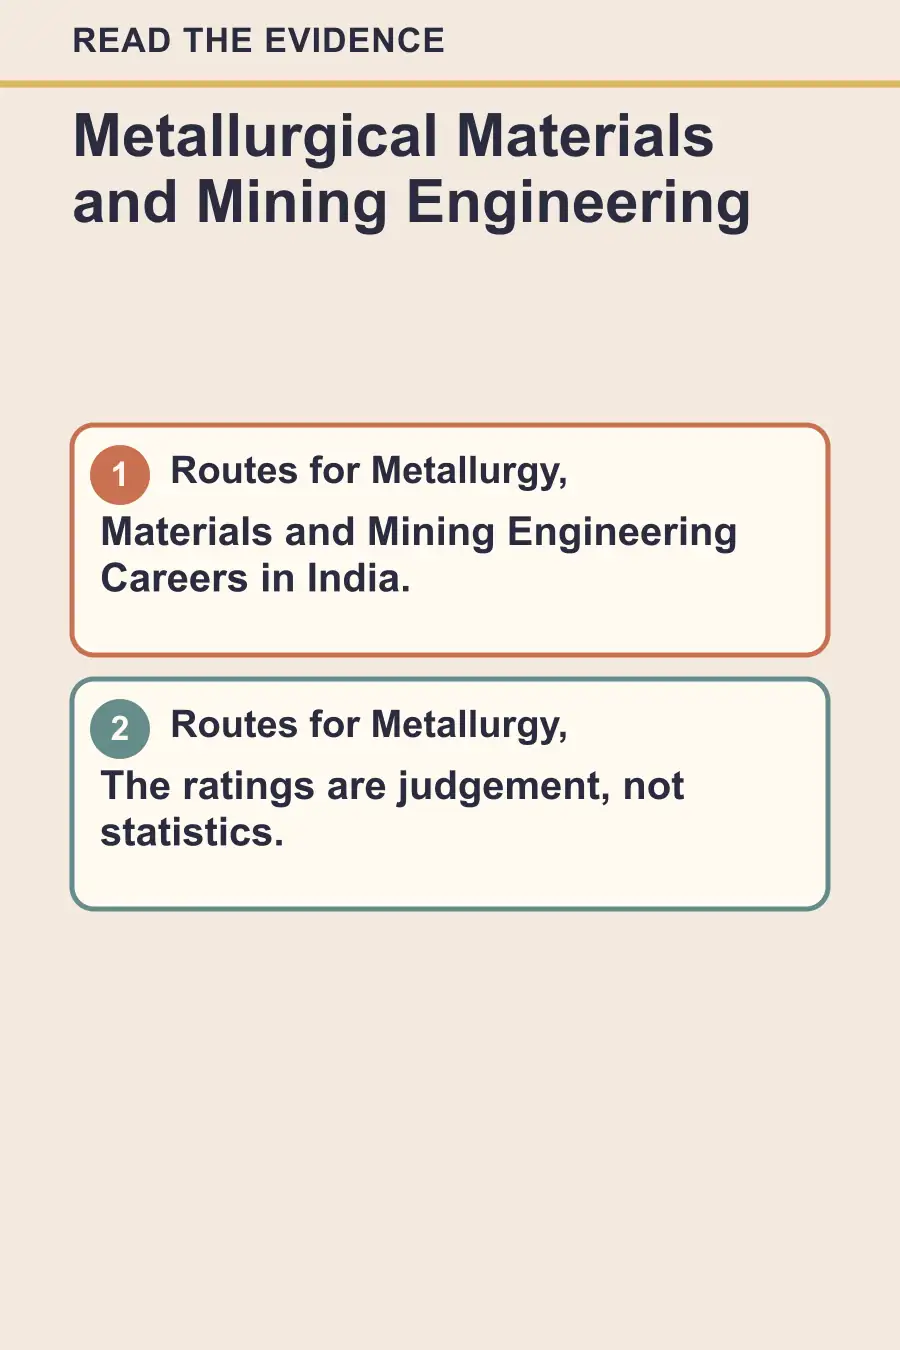 READ THE EVIDENCE
Metallurgical Materials
and Mining Engineering
1 Routes for Metallurgy,
Materials and Mining Engineering
Careers in India.
2 Routes for Metallurgy,
The ratings are judgement, not
statistics.